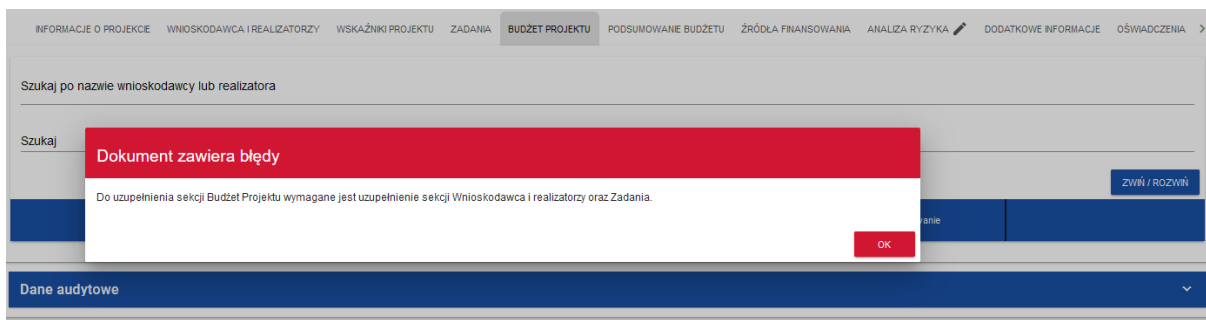 INFORMACJE O PROJEKCIE WNIOSKODAWCA I REALIZATORZY WSKAŹNIKI PROJEKTU ZADANIA BUDŻET PROJEKTU PODSUMOWANIE BUDŻETU ŹRÓDŁA FINANSOWANIA ANALIZA RYZYKA DODATKOWE INFORMACJE OŚWIADCZENIA
Szukaj po nazwie wnioskodawcy lub realizatora
Szukaj
Dokument zawiera błędy
Do uzupełnienia sekcji Budżet Projektu wymagane jest uzupełnienie sekcji Wnioskodawca i realizatorzy oraz Zadania.
ZWIŃ / ROZWIŃ
OK
Dane audytowe